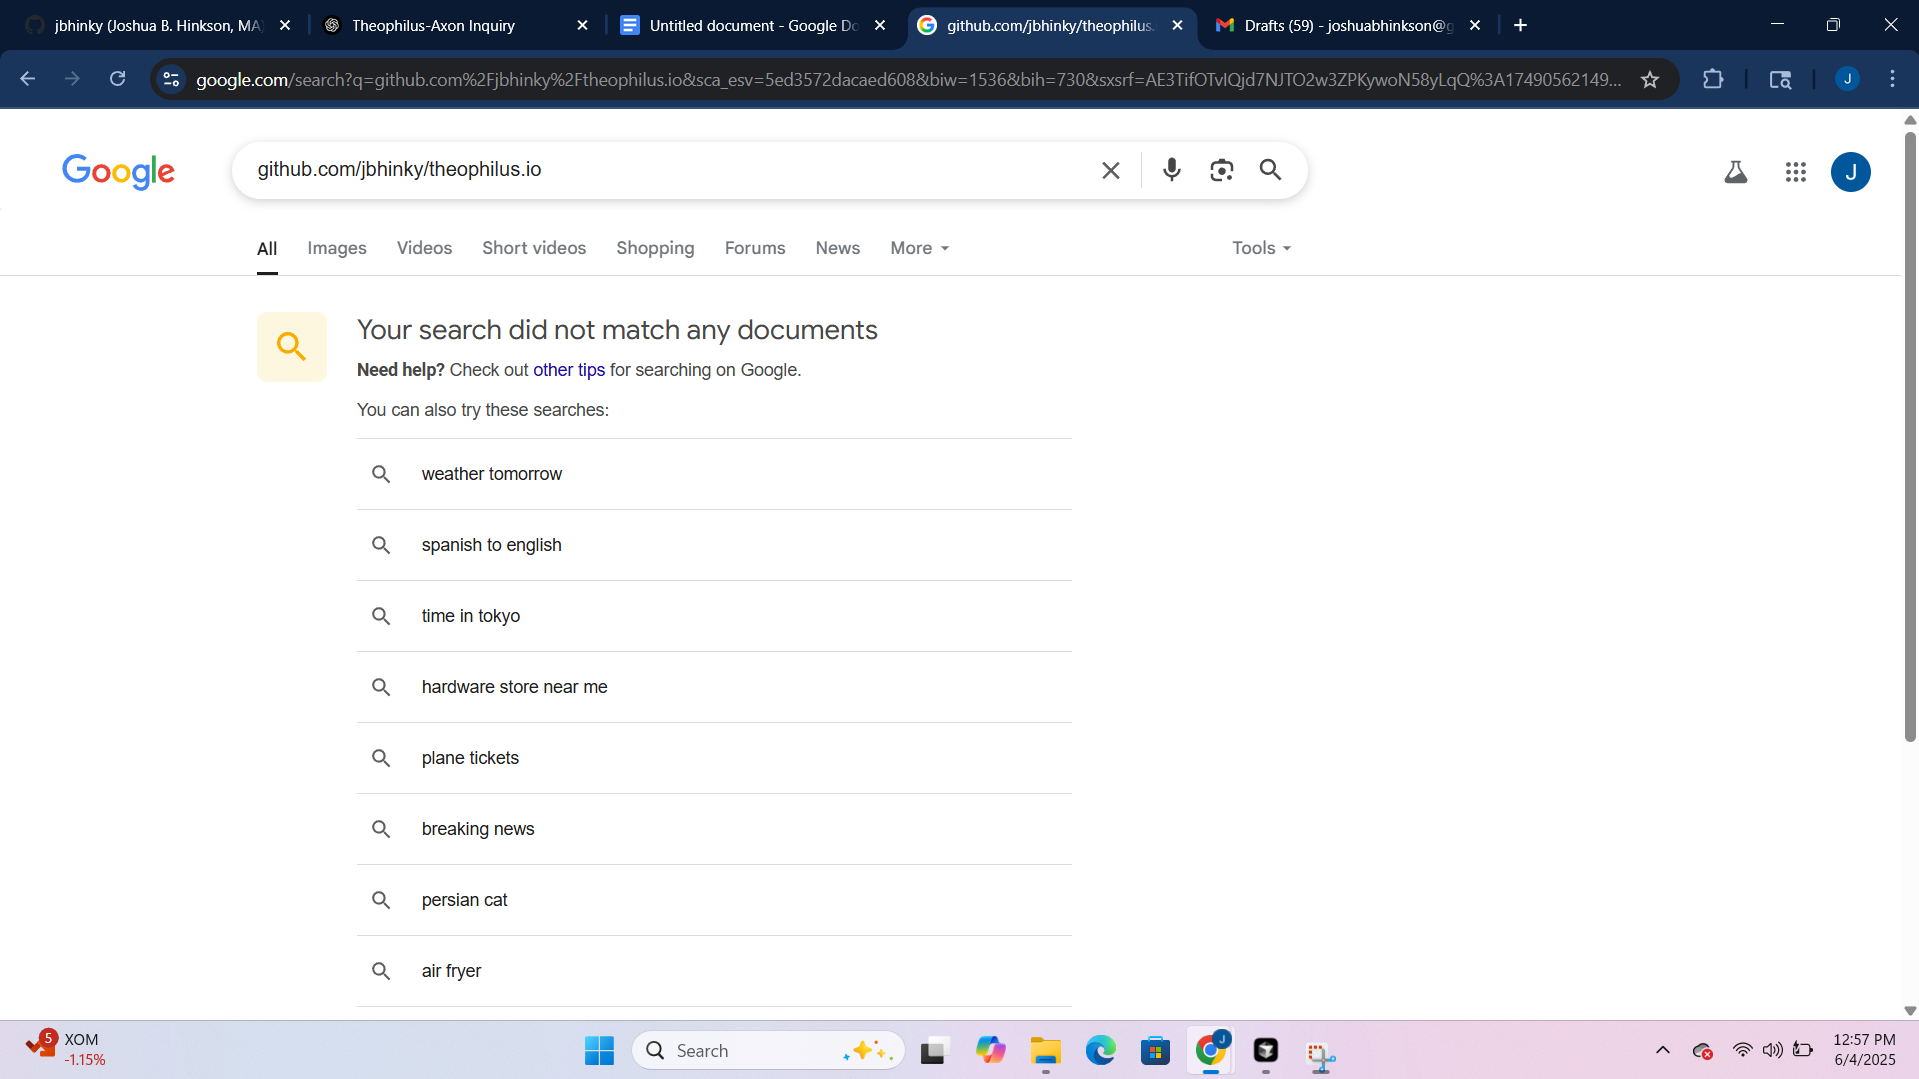 jbhinky (Joshua B. Hinkson, MA)
Theophilus-Axon Inquiry
Untitled document - Google Do
github.com/jbhinky/theophilus.
Drafts (59) - joshuabhinkson@g
google.com/search?q=github.com%2Fjbhinky%2Ftheophilus.io&sca_esv=5ed3572dacaed608&biw=1536&bih=730&sxsrf=AE3TifOTvIQjd7NJTO2w3ZPKywoN58yLqQ%3A17490562149...
J
Google
github.com/jbhinky/theophilus.io
J
All
Images
Videos
Short videos
Shopping
Forums
News
More
Tools
Your search did not match any documents
Need help? Check out other tips for searching on Google.
You can also try these searches:
weather tomorrow
spanish to english
time in tokyo
hardware store near me
plane tickets
breaking news
persian cat
air fryer
5
XOM
-1.15%
Search
J
12:57 PM
6/4/2025